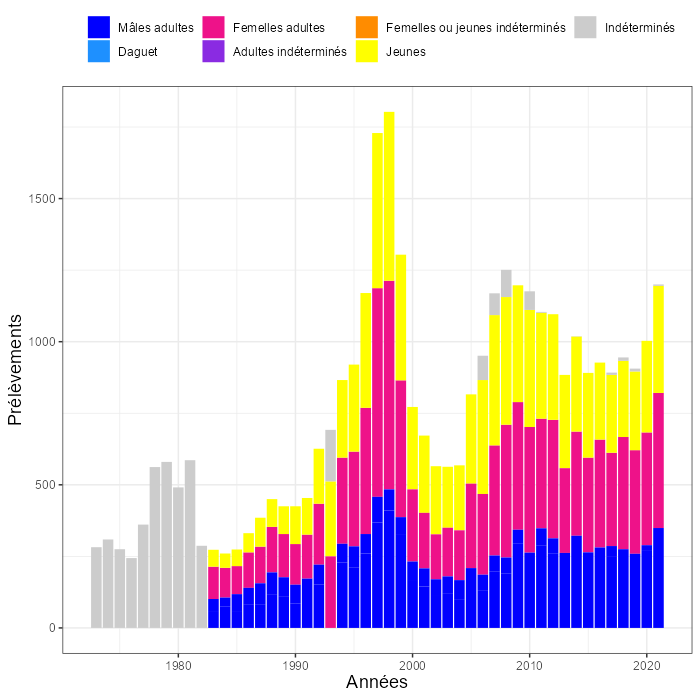 Mâles adultes Femelles adultes Femelles ou jeunes indéterminés Indéterminés
Daguet Adultes indéterminés Jeunes
1500
1000
500
0
Prélèvements
1980 1990 2000 2010 2020
Années